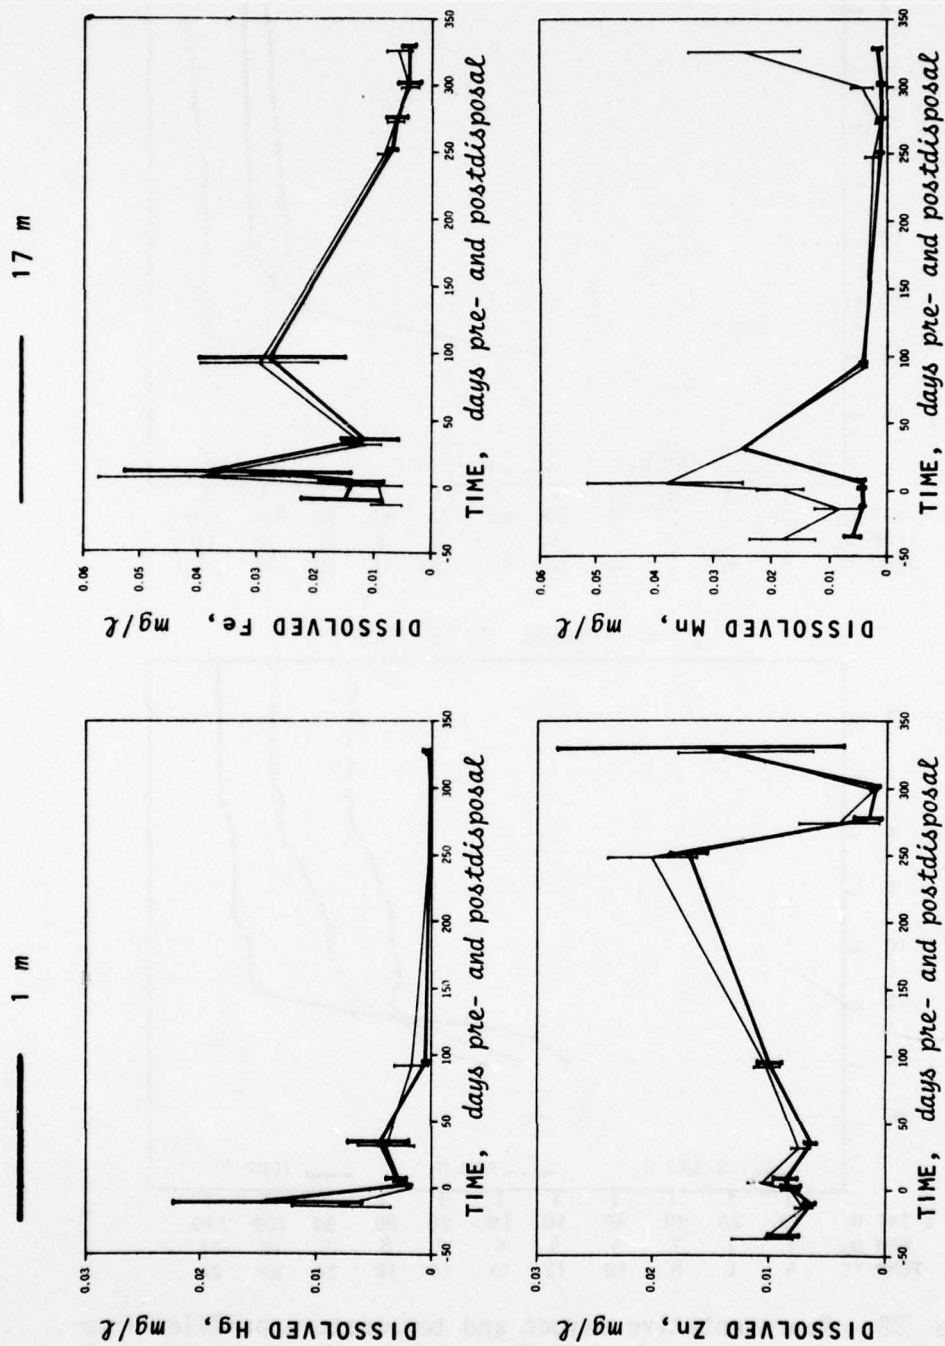 1 m
17 m
DISSOLVED Hg, mg/ℓ
0.03
0.02
0.01
0
-50 0 50 100 150 200 250 300 350
TIME, days pre- and postdisposal
DISSOLVED Fe, mg/ℓ
0.06
0.05
0.04
0.03
0.02
0.01
0
-50 0 50 100 150 200 250 300 350
TIME, days pre- and postdisposal
DISSOLVED Zn, mg/ℓ
0.03
0.02
0.01
0
-50 0 50 100 150 200 250 300 350
TIME, days pre- and postdisposal
DISSOLVED Mn, mg/ℓ
0.06
0.05
0.04
0.03
0.02
0.01
0
-50 0 50 100 150 200 250 300 350
TIME, days pre- and postdisposal